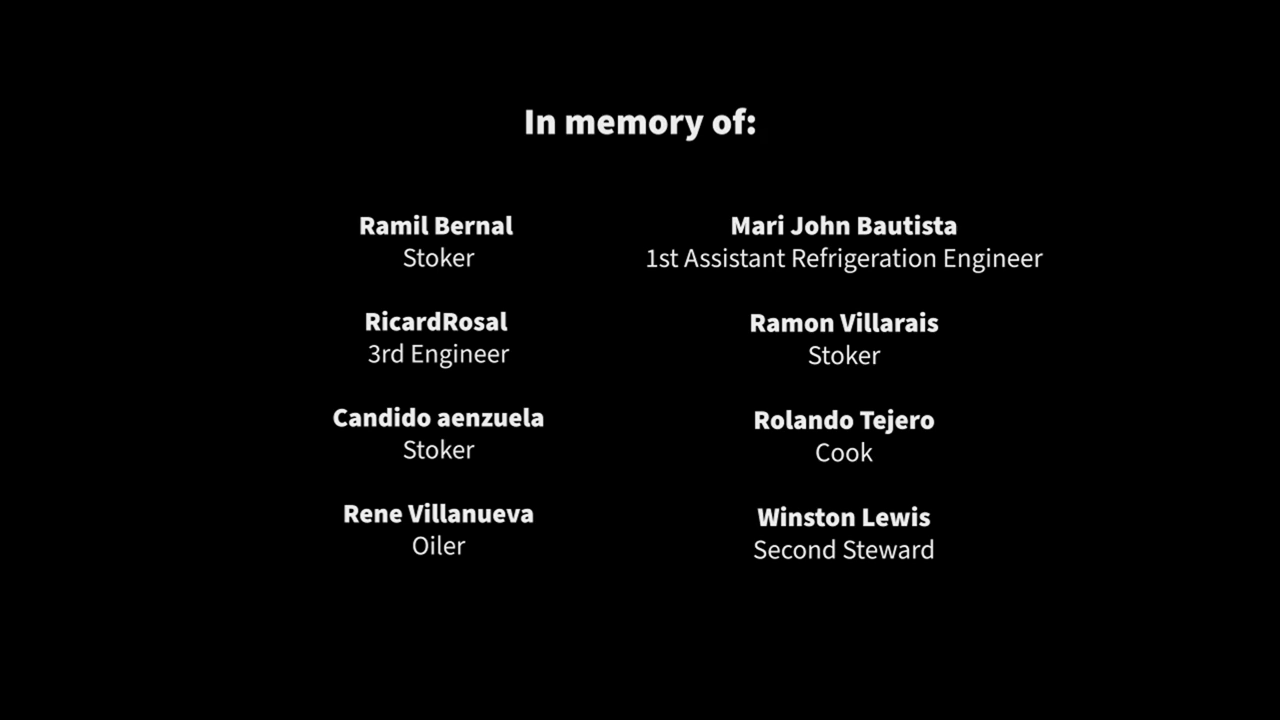 In memory of:
Ramil Bernal
Stoker
RicardRosal
3rd Engineer
Candido aenzuela
Stoker
Rene Villanueva
Oiler
Mari John Bautista
1st Assistant Refrigeration Engineer
Ramon Villarais
Stoker
Rolando Tejero
Cook
Winston Lewis
Second Steward